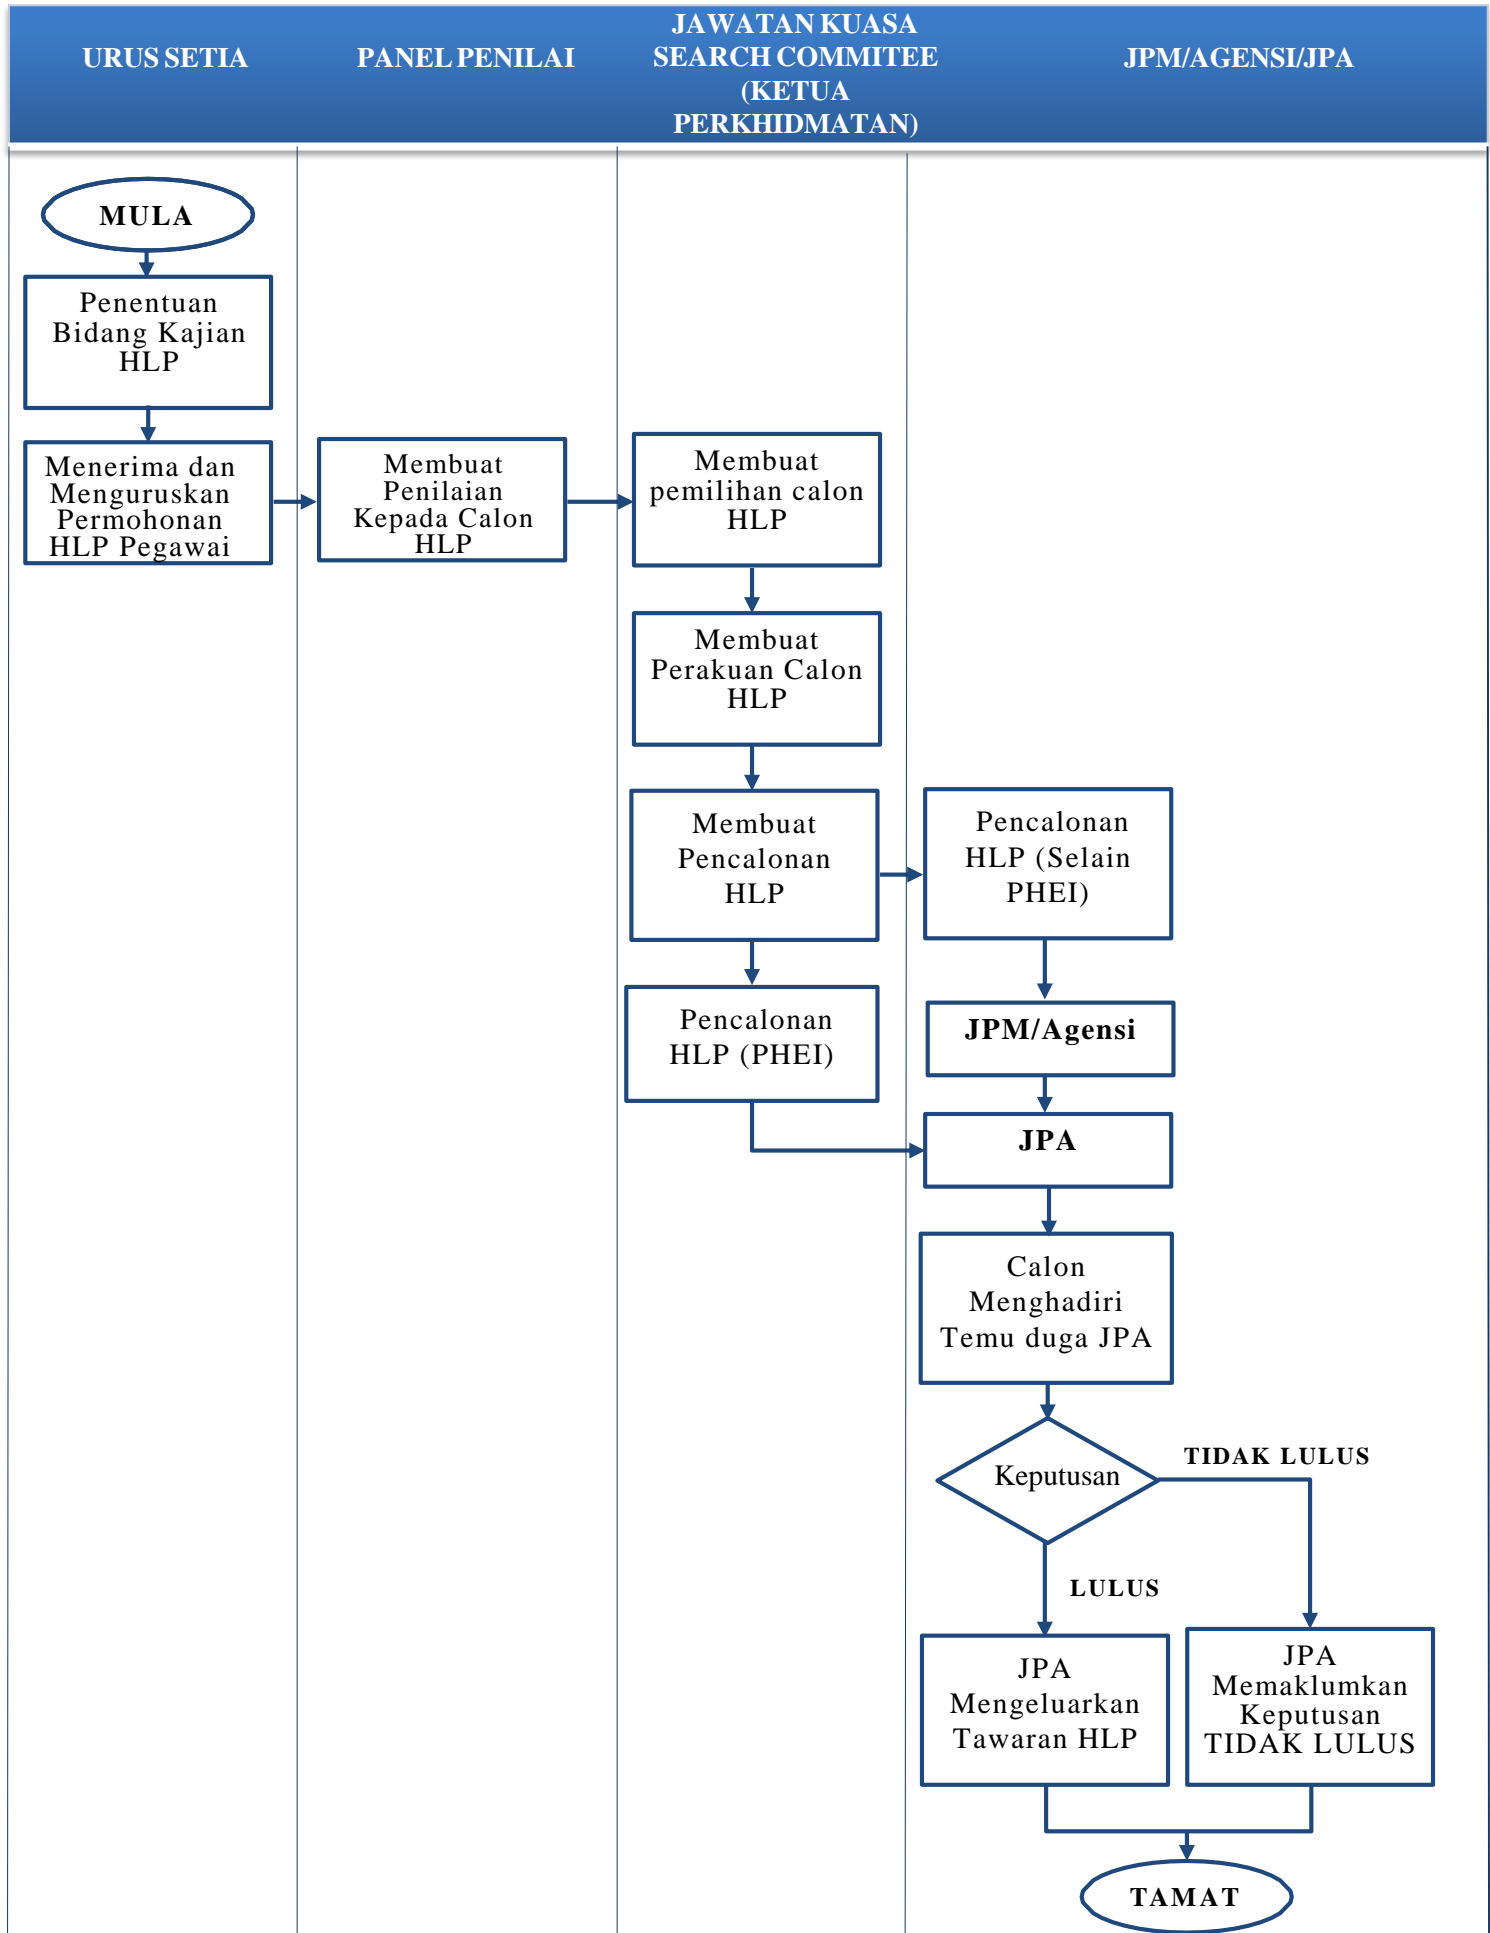 URUS SETIA
PANEL PENILAI
JAWATAN KUASA
SEARCH COMMITEE
(KETUA
PERKHIDMATAN)
JPM/AGENSI/JPA
MULA
Penentuan
Bidang Kajian
HLP
Menerima dan
Menguruskan
Permohonan
HLP Pegawai
Membuat
Penilaian
Kepada Calon
HLP
Membuat
pemilihan calon
HLP
Membuat
Perakuan Calon
HLP
Membuat
Pencalonan
HLP
Pencalonan
HLP (Selain
PHEI)
Pencalonan
HLP (PHEI)
JPM/Agensi
JPA
Calon
Menghadiri
Temu duga JPA
Keputusan
TIDAK LULUS
LULUS
JPA
Mengeluarkan
Tawaran HLP
JPA
Memaklumkan
Keputusan
TIDAK LULUS
TAMAT